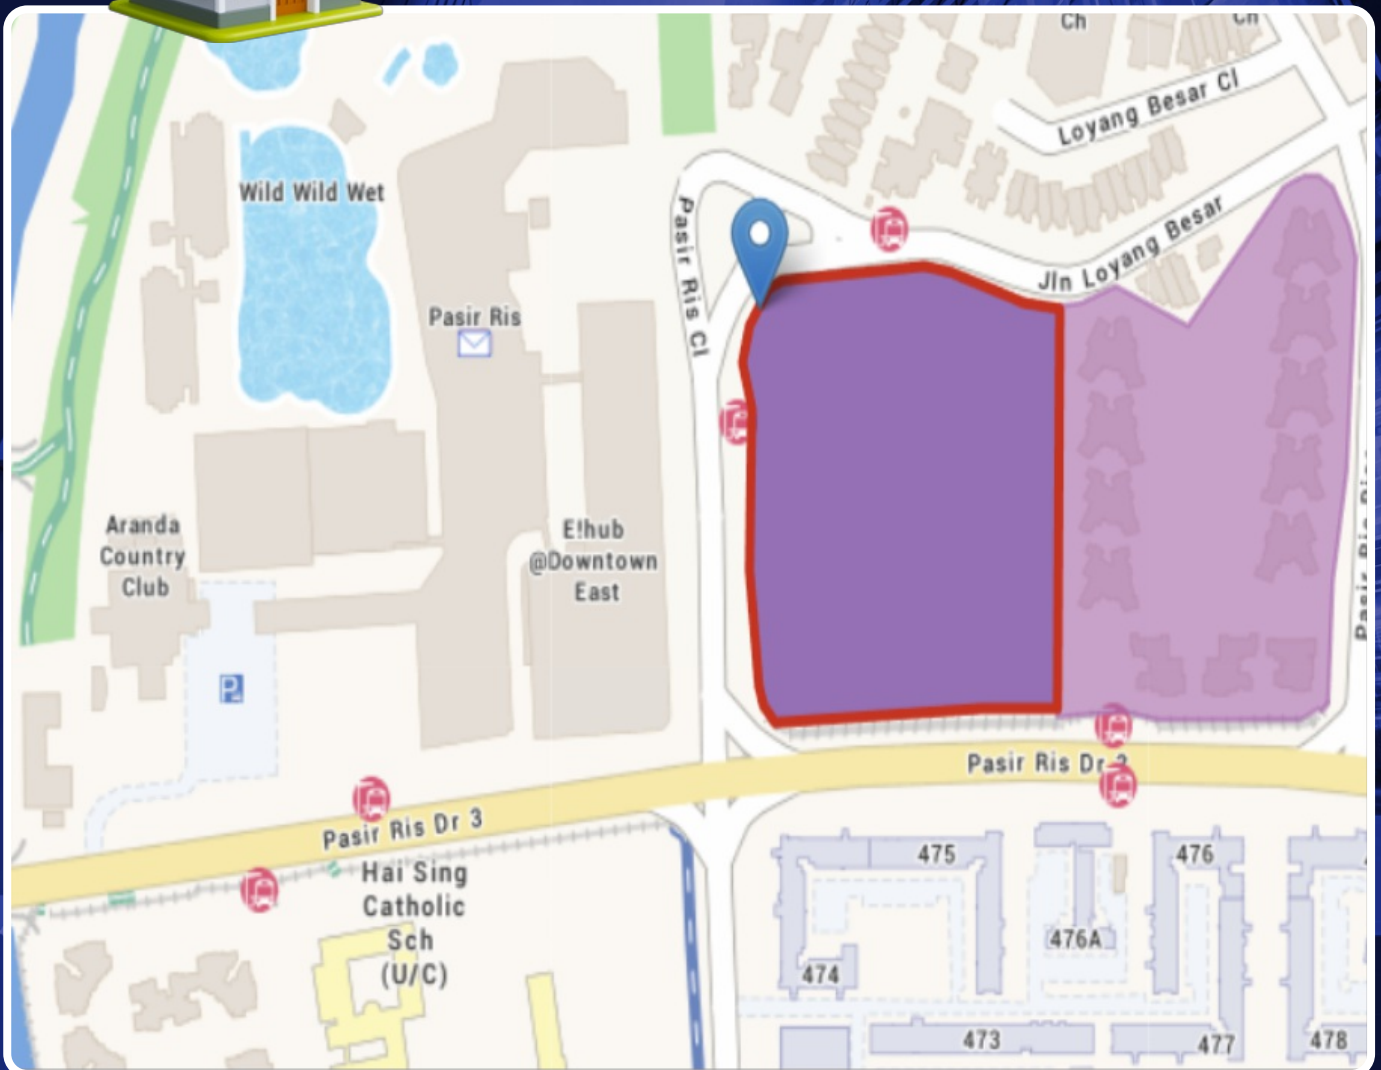 Ch
Ch
Loyang Besar Cl
Wild Wild Wet
Pasir Ris Cl
Jln Loyang Besar
Pasir Ris
Aranda
Country
Club
E!hub
@Downtown
East
P
Pasir Ris
Pasir Ris Dr 3
Pasir Ris Dr 3
Hai Sing
Catholic
Sch
(U/C)
475
476
476A
474
473
477
478